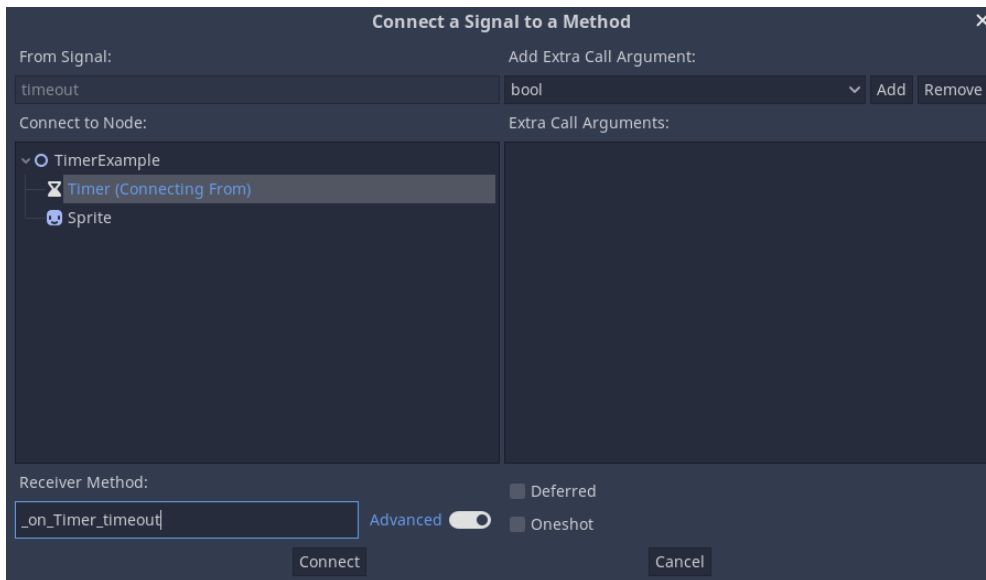 Connect a Signal to a Method
From Signal:
Add Extra Call Argument:
timeout
bool
Add
Remove
Connect to Node:
Extra Call Arguments:
TimerExample
Timer (Connecting From)
Sprite
Receiver Method:
_on_Timer_timeout
Advanced
Deferred
Oneshot
Connect
Cancel